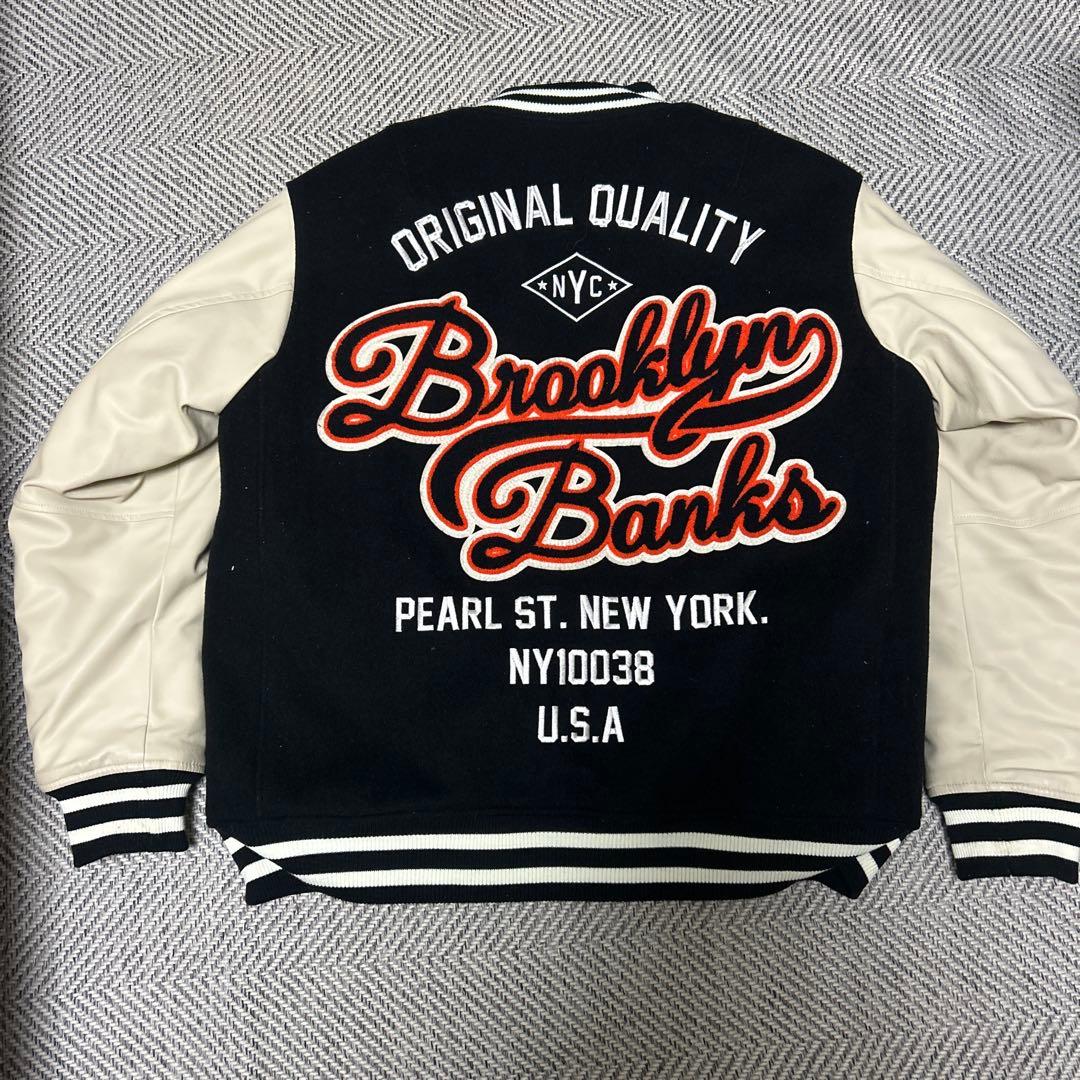 ORIGINAL QUALITY
NYC
Brooklyn
Banks
PEARL ST. NEW YORK.
NY10038
U.S.A